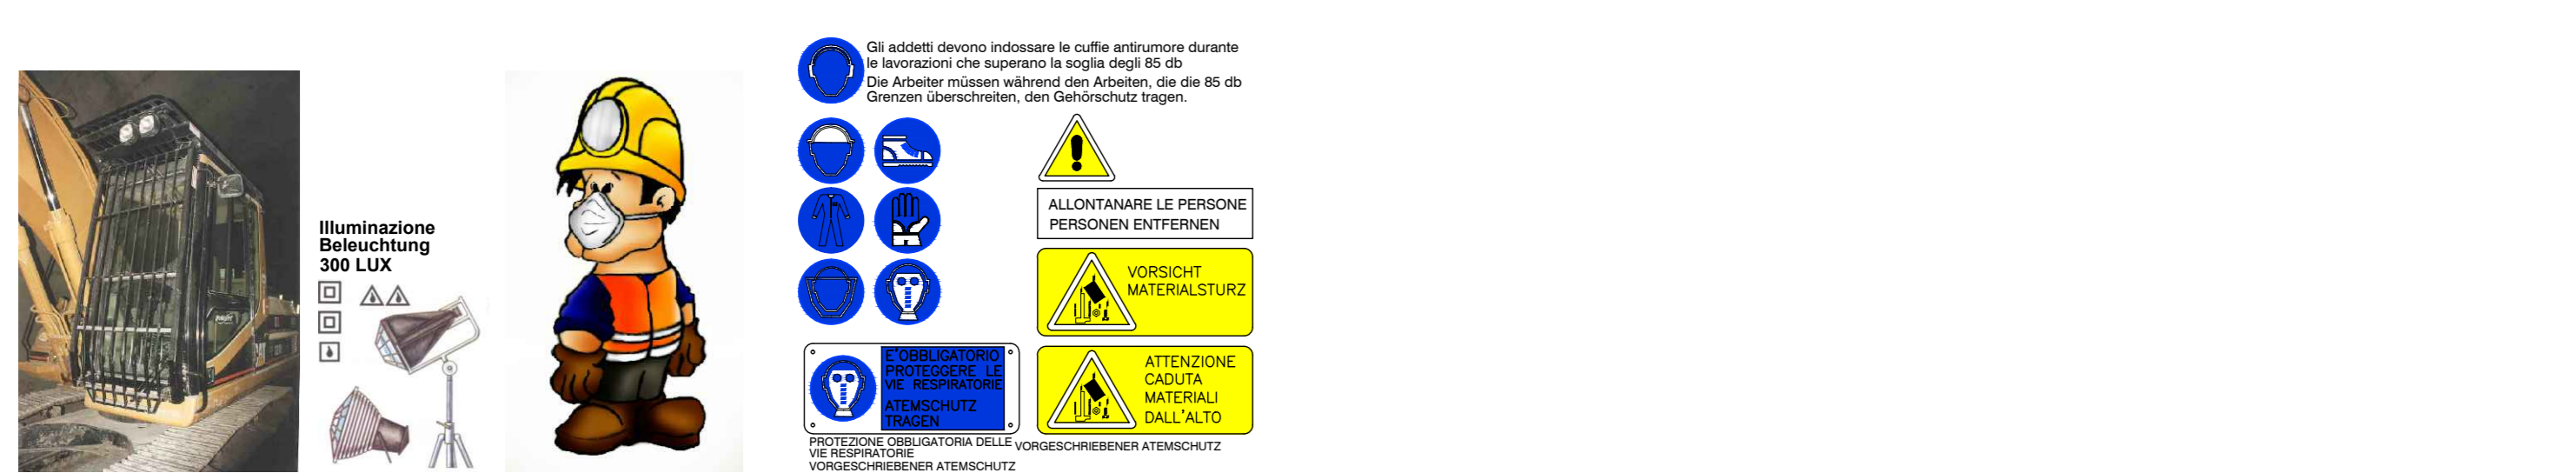 Gli addetti devono indossare le cuffie antirumore durante
le lavorazioni che superano la soglia degli 85 db
Die Arbeiter müssen während den Arbeiten, die die 85 db
Grenzen überschreiten, den Gehörschutz tragen.
Illuminazione
Beleuchtung
300 LUX
ALLONTANARE LE PERSONE
PERSONEN ENTFERNEN
VORSICHT
MATERIALSTURZ
E'OBBLIGATORIO
PROTEGGERE LE
VIE RESPIRATORIE
ATEMSCHUTZ
TRAGEN
ATTENZIONE
CADUTA
MATERIALI
DALL'ALTO
PROTEZIONE OBBLIGATORIA DELLE
VIE RESPIRATORIE
VORGESCHRIEBENER ATEMSCHUTZ
VORGESCHRIEBENER ATEMSCHUTZ